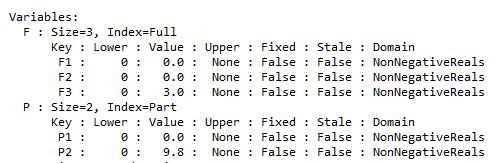 Variables:
F : Size=3, Index=Full
Key : Lower : Value : Upper : Fixed : Stale : Domain
F1 : 0 : 0.0 : None : False : False : NonNegativeReals
F2 : 0 : 0.0 : None : False : False : NonNegativeReals
F3 : 0 : 3.0 : None : False : False : NonNegativeReals
P : Size=2, Index=Part
Key : Lower : Value : Upper : Fixed : Stale : Domain
P1 : 0 : 0.0 : None : False : False : NonNegativeReals
P2 : 0 : 9.8 : None : False : False : NonNegativeReals